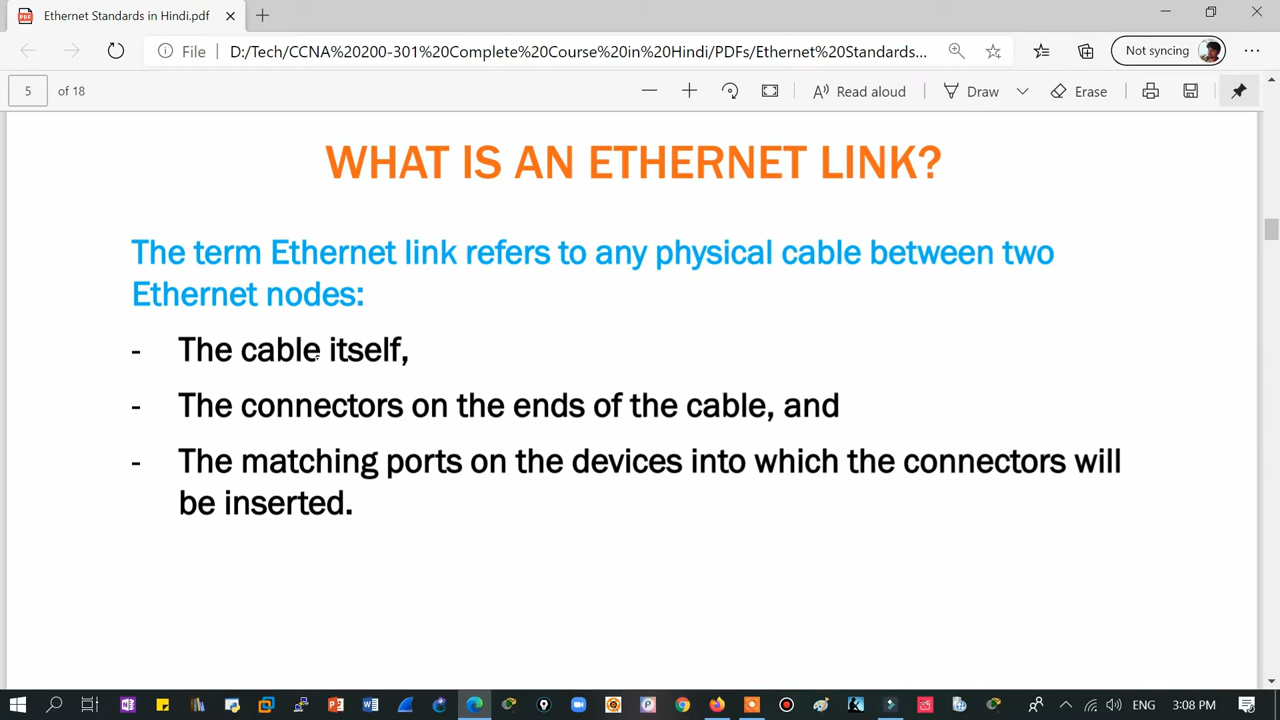 Ethernet Standards in Hindi.pdf
File D:/Tech/CCNA%20200-301%20Complete%20Course%20in%20Hindi/PDFs/Ethernet%20Standards... Not syncing
5 of 18 Read aloud Draw Erase
WHAT IS AN ETHERNET LINK?
The term Ethernet link refers to any physical cable between two
Ethernet nodes:
- The cable itself,
- The connectors on the ends of the cable, and
- The matching ports on the devices into which the connectors will
be inserted.
ENG 3:08 PM